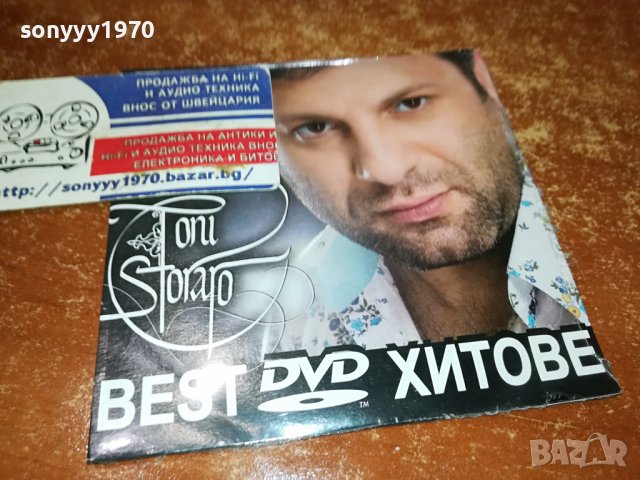 sonyyy1970
ПРОДАЖБА НА HI-FI
И АУДИО ТЕХНИКА
ВНОС ОТ ШВЕЙЦАРИЯ
ПРОДАЖБА НА АНТИКИ И
HI-FI И АУДИО ТЕХНИКА ВНОС
ЕЛЕКТРОНИКА И БИТОВ
http://sonyyy1970.bazar.bg/
Toni
Storaro
BEST DVD ХИТОВЕ
TM
BAZAR